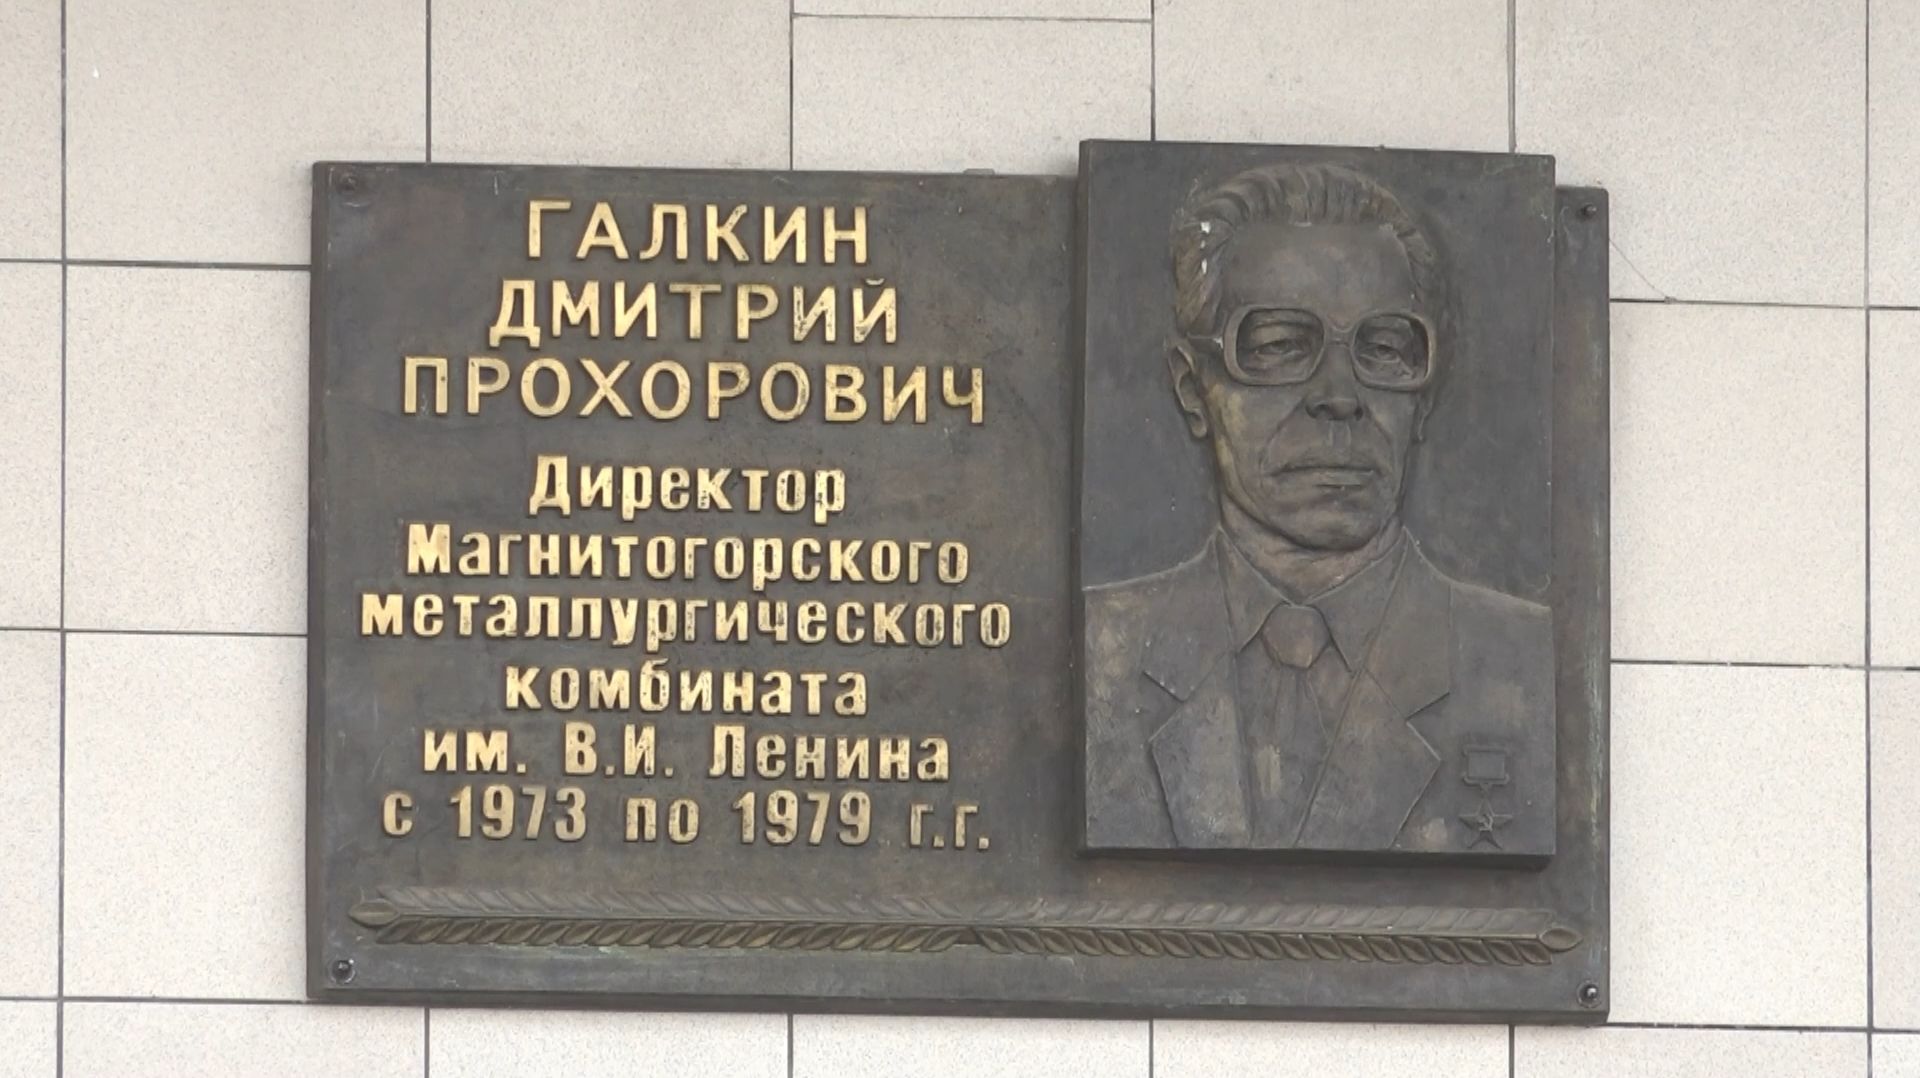 ГАЛКИН
ДМИТРИЙ
ПРОХОРОВИЧ
Директор
Магнитогорского
металлургического
комбината
им. В.И. Ленина
с 1973 по 1979 г.г.